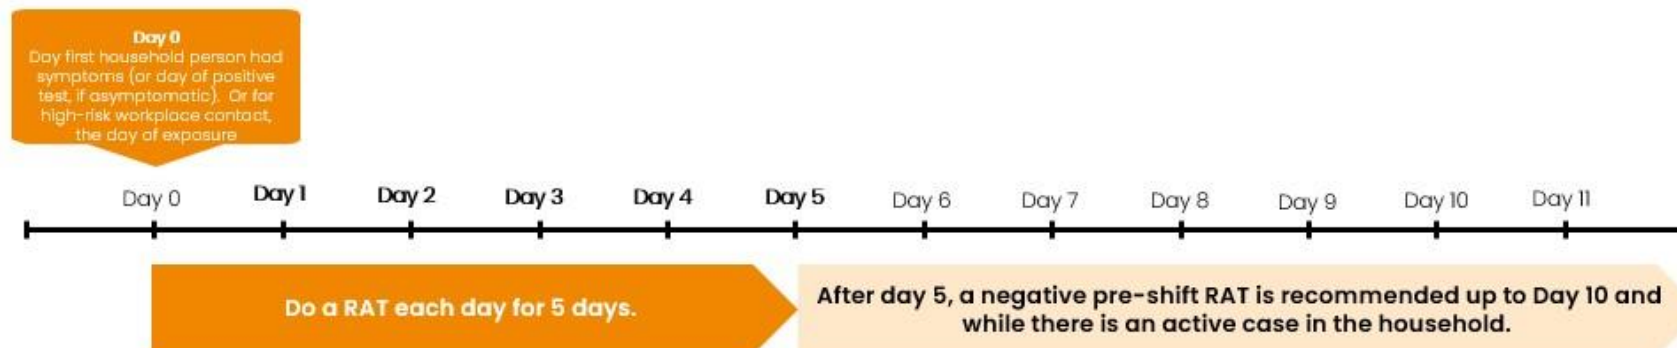 Day 0
Day first household person had
symptoms (or day of positive
test, if asymptomatic).  Or for
high-risk workplace contact,
the day of exposure
Day 0 Day 1 Day 2 Day 3 Day 4 Day 5 Day 6 Day 7 Day 8 Day 9 Day 10 Day 11
Do a RAT each day for 5 days.
After day 5, a negative pre-shift RAT is recommended up to Day 10 and
while there is an active case in the household.